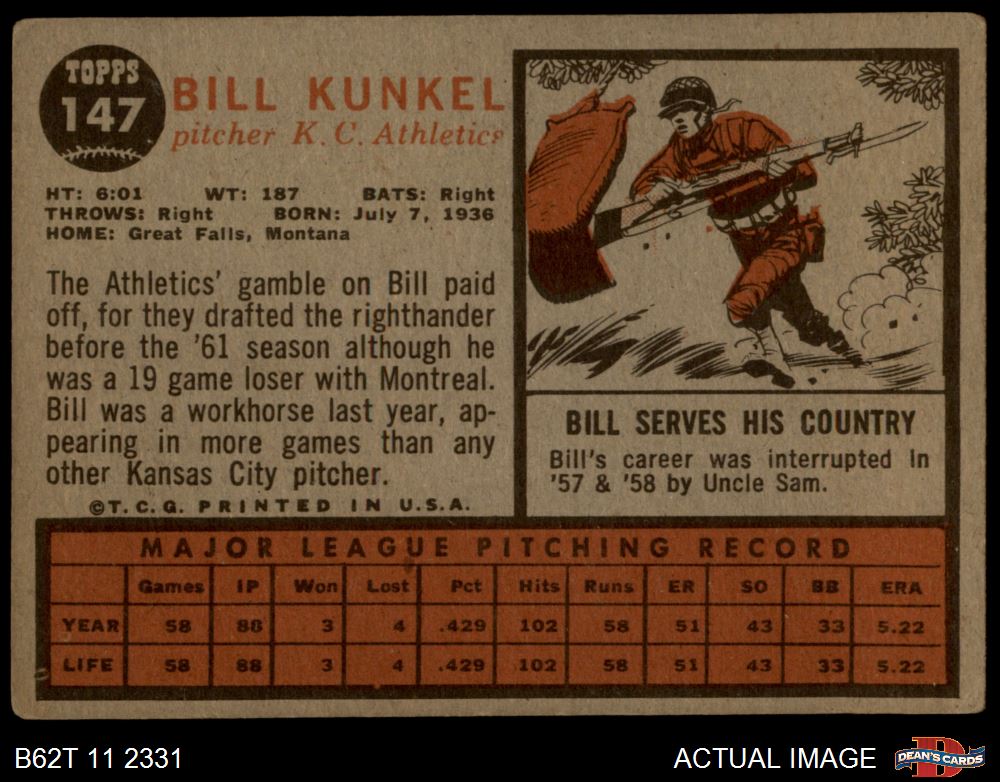 TOPPS
147
BILL KUNKEL
pitcher K. C. Athletics
HT: 6:01 WT: 187 BATS: Right
THROWS: Right BORN: July 7, 1936
HOME: Great Falls, Montana
The Athletics' gamble on Bill paid
off, for they drafted the righthander
before the '61 season although he
was a 19 game loser with Montreal.
Bill was a workhorse last year, ap-
pearing in more games than any
other Kansas City pitcher.
©T. C. G. PRINTED IN U.S.A.
BILL SERVES HIS COUNTRY
Bill's career was interrupted In
'57 & '58 by Uncle Sam.
MAJOR LEAGUE PITCHING RECORD
Games IP Won Lost Pct Hits Runs ER SO BB ERA
YEAR 58 88 3 4 .429 102 58 51 43 33 5.22
LIFE 58 88 3 4 .429 102 58 51 43 33 5.22
B62T 11 2331
ACTUAL IMAGE
D
DEAN'S CARDS